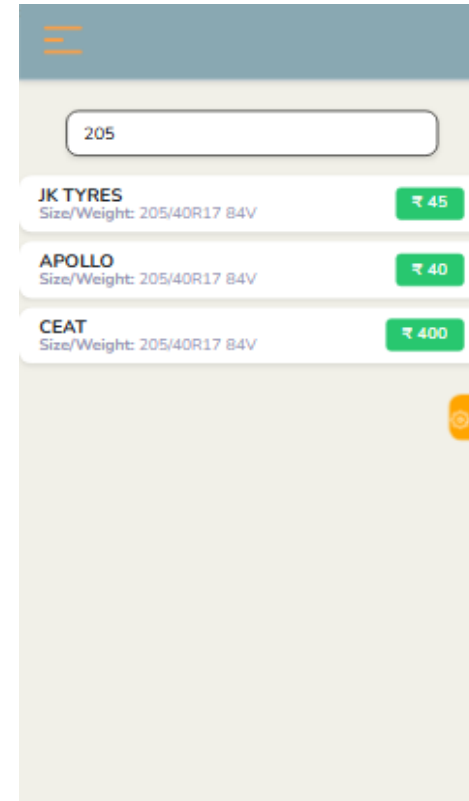 205
JK TYRES
₹ 45
Size/Weight: 205/40R17 84V
APOLLO
₹ 40
Size/Weight: 205/40R17 84V
CEAT
₹ 400
Size/Weight: 205/40R17 84V